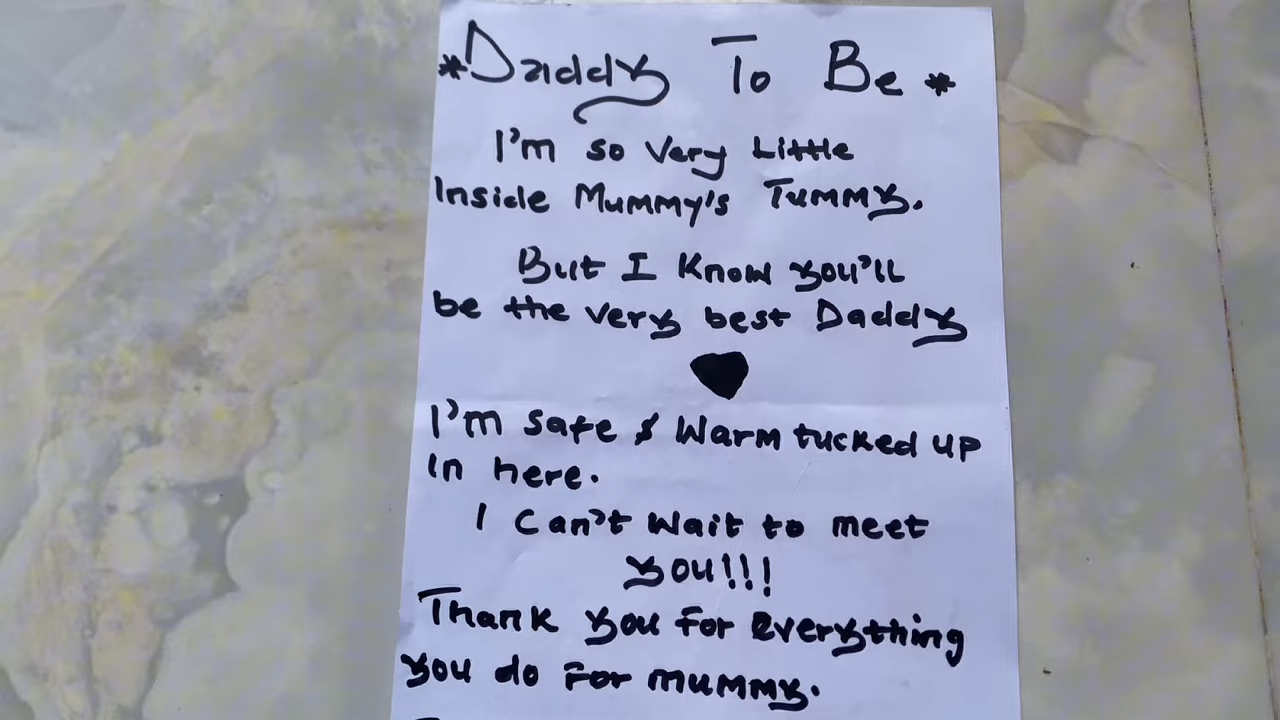 *Daddy To Be*
I'm so very Little
Inside Mummy's Tummy.
But I Know you'll
be the very best Daddy
I'm safe & Warm tucked up
in here.
I Can't Wait to meet
you!!!
Thank you For Everything
you do For mummy.